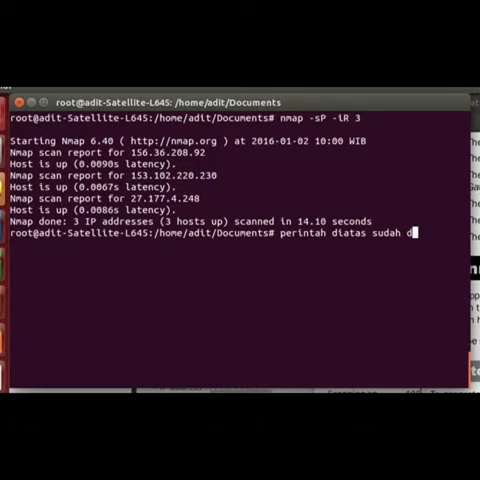 root@adit-Satellite-L645: /home/adit/Documents
root@adit-Satellite-L645:/home/adit/Documents# nmap -sP -iR 3
Starting Nmap 6.40 ( http://nmap.org ) at 2016-01-02 10:00 WIB
Nmap scan report for 156.36.208.92
Host is up (0.0090s latency).
Nmap scan report for 153.102.220.230
Host is up (0.0067s latency).
Nmap scan report for 27.177.4.248
Host is up (0.0086s latency).
Nmap done: 3 IP addresses (3 hosts up) scanned in 14.10 seconds
root@adit-Satellite-L645:/home/adit/Documents# perintah diatas sudah d